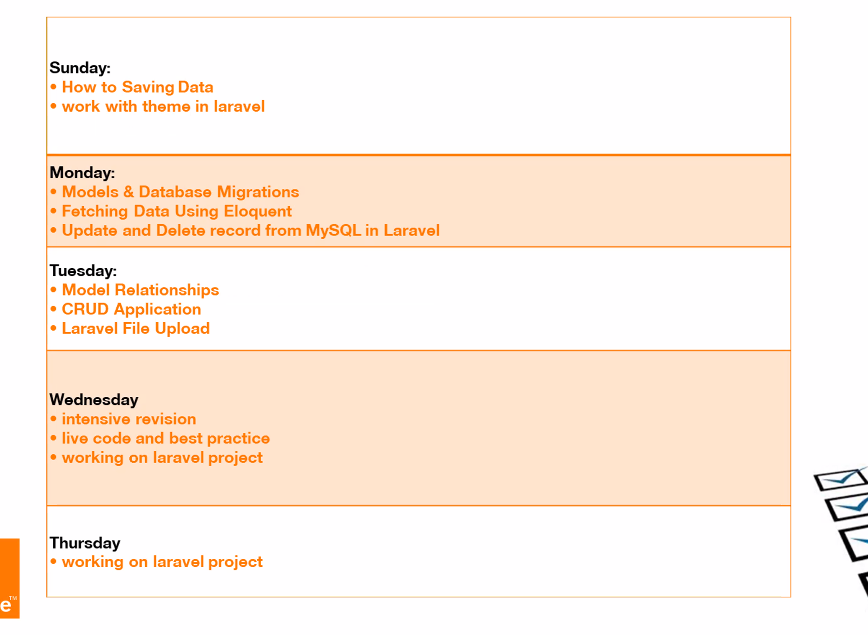 Sunday:
• How to Saving Data
• work with theme in laravel
Monday:
• Models & Database Migrations
• Fetching Data Using Eloquent
• Update and Delete record from MySQL in Laravel
Tuesday:
• Model Relationships
• CRUD Application
• Laravel File Upload
Wednesday
• intensive revision
• live code and best practice
• working on laravel project
Thursday
• working on laravel project
e™